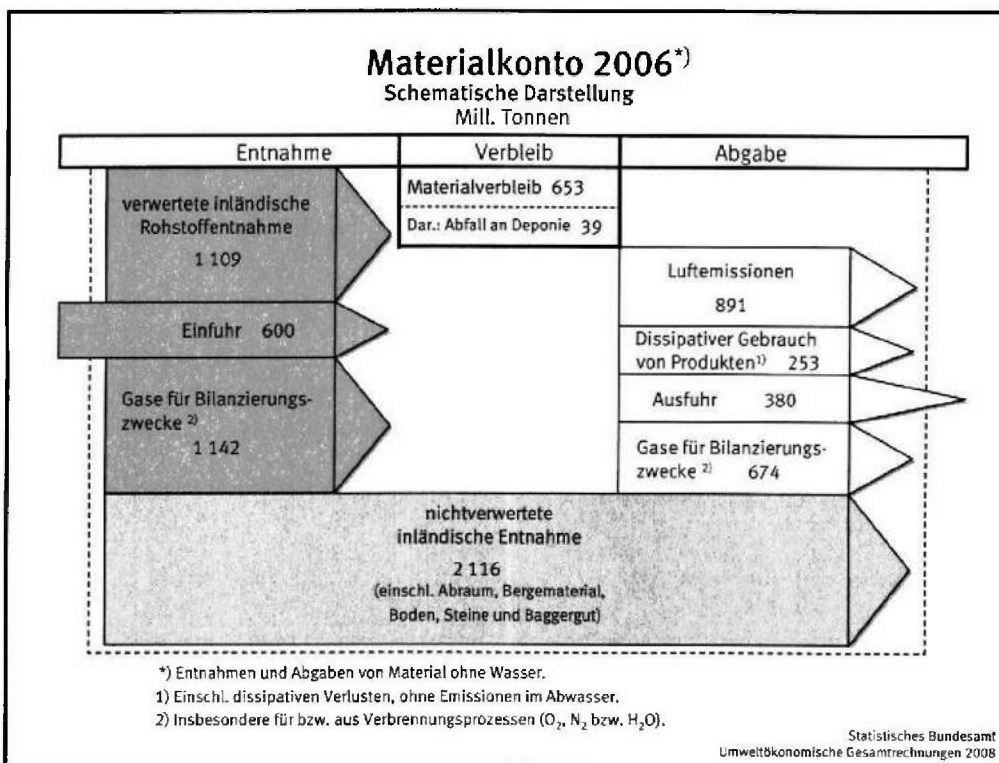 Materialkonto 2006*)
Schematische Darstellung
Mill. Tonnen
Entnahme
Verbleib
Abgabe
verwertete inländische
Rohstoffentnahme
1 109
Einfuhr 600
Gase für Bilanzierungs-
zwecke 2)
1 142
Materialverbleib 653
Dar.: Abfall an Deponie 39
Luftemissionen
891
Dissipativer Gebrauch
von Produkten1) 253
Ausfuhr 380
Gase für Bilanzierungs-
zwecke 2) 674
nichtverwertete
inländische Entnahme
2 116
(einschl. Abraum, Bergematerial,
Boden, Steine und Baggergut)
*) Entnahmen und Abgaben von Material ohne Wasser.
1) Einschl. dissipativen Verlusten, ohne Emissionen im Abwasser.
2) Insbesondere für bzw. aus Verbrennungsprozessen (O₂, N₂ bzw. H₂O).
Statistisches Bundesamt
Umweltökonomische Gesamtrechnungen 2008